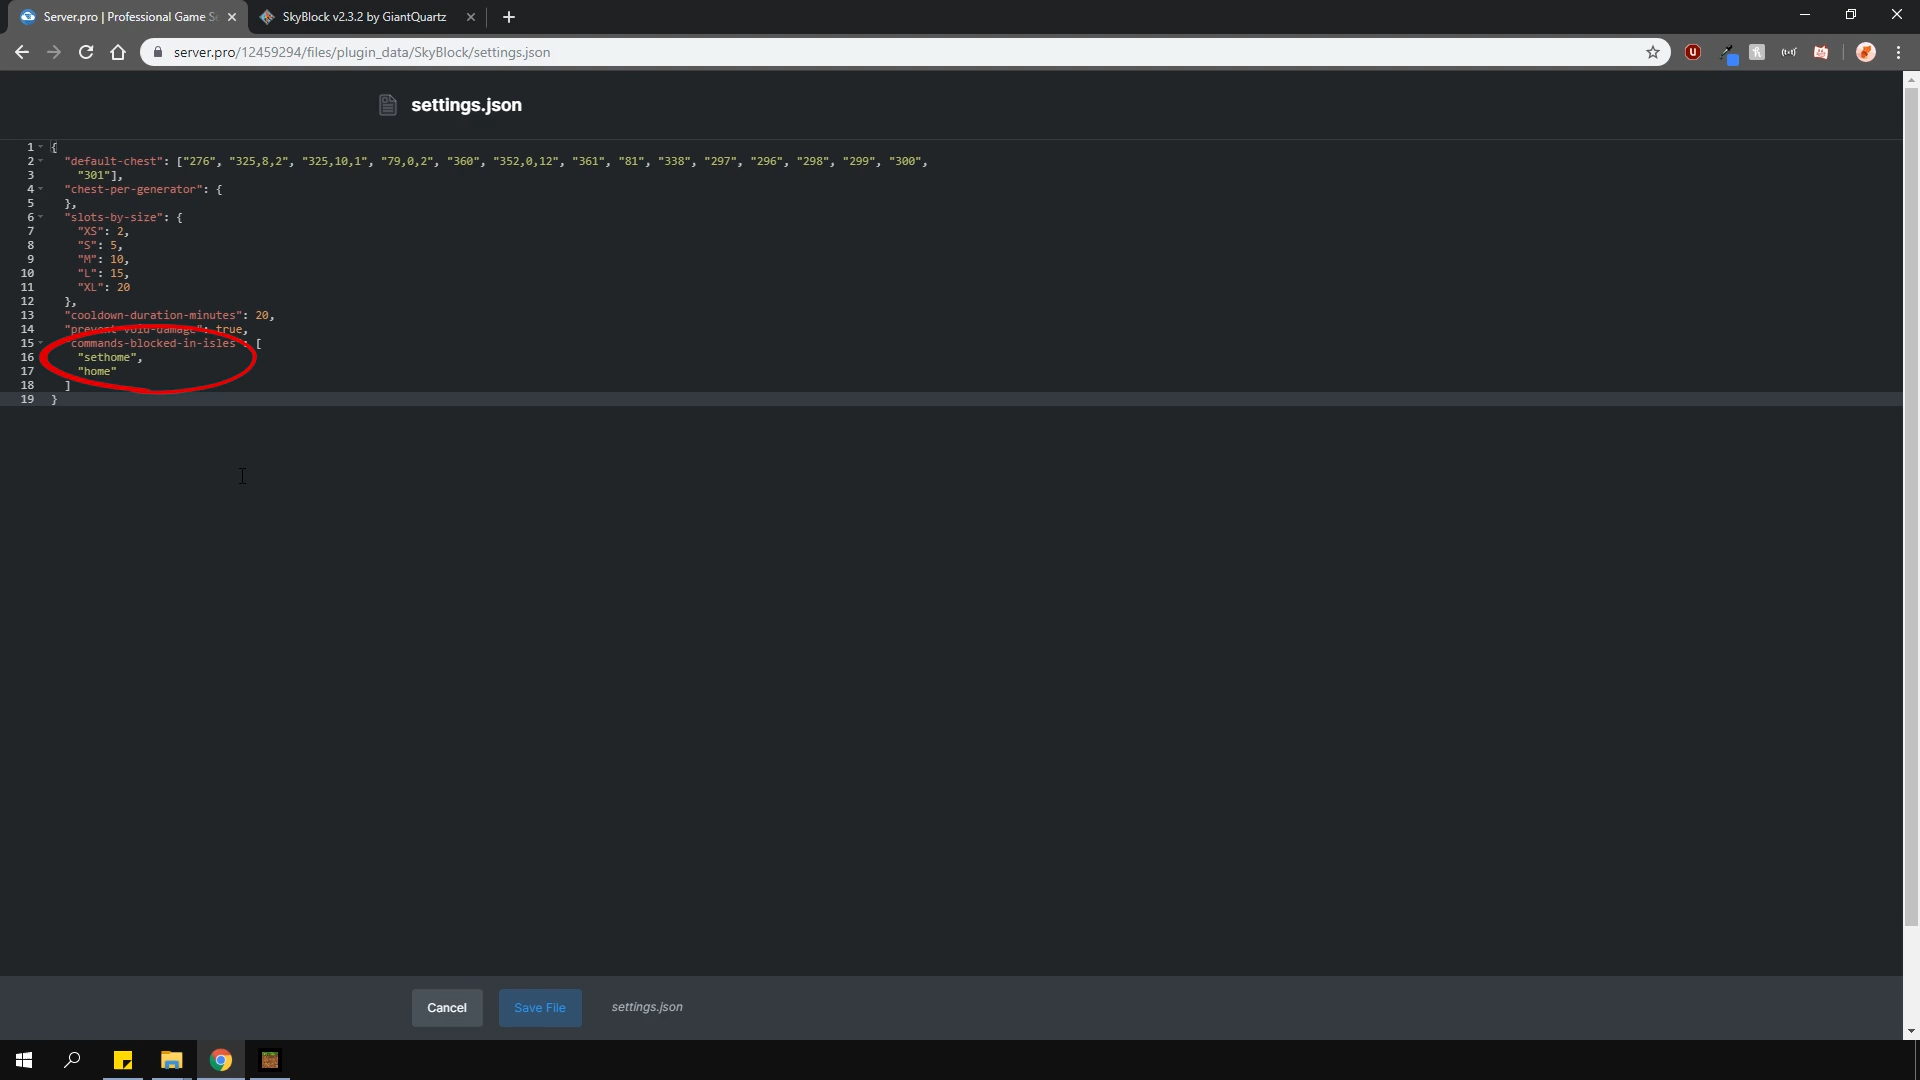 Server.pro | Professional Game Se
SkyBlock v2.3.2 by GiantQuartz
server.pro/12459294/files/plugin_data/SkyBlock/settings.json
settings.json
1 {
2 "default-chest": ["276", "325,8,2", "325,10,1", "79,0,2", "360", "352,0,12", "361", "81", "338", "297", "296", "298", "299", "300",
3 "301"],
4 "chest-per-generator": {
5 },
6 "slots-by-size": {
7 "XS": 2,
8 "S": 5,
9 "M": 10,
10 "L": 15,
11 "XL": 20
12 },
13 "cooldown-duration-minutes": 20,
14 "prevent-void-damage": true,
15 "commands-blocked-in-isles": [
16 "sethome",
17 "home"
18 ]
19 }
Cancel
Save File
settings.json